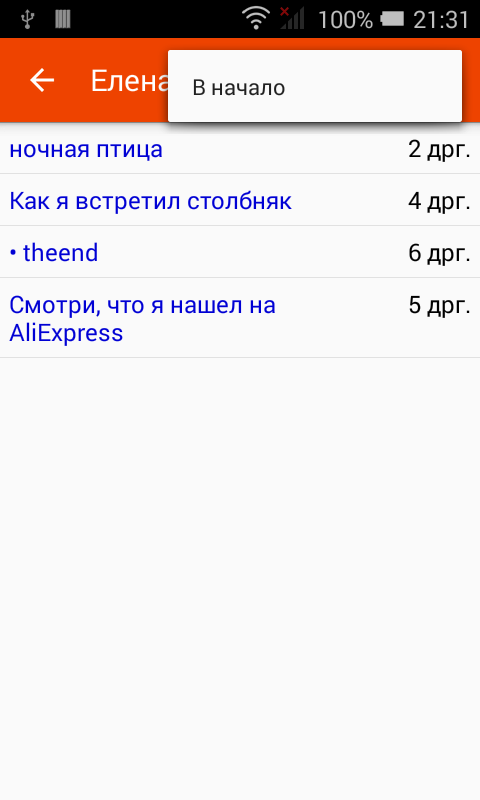 100% 21:31
Елена
В начало
ночная птица 2 дрг.
Как я встретил столбняк 4 дрг.
• theend 6 дрг.
Смотри, что я нашел на 5 дрг.
AliExpress